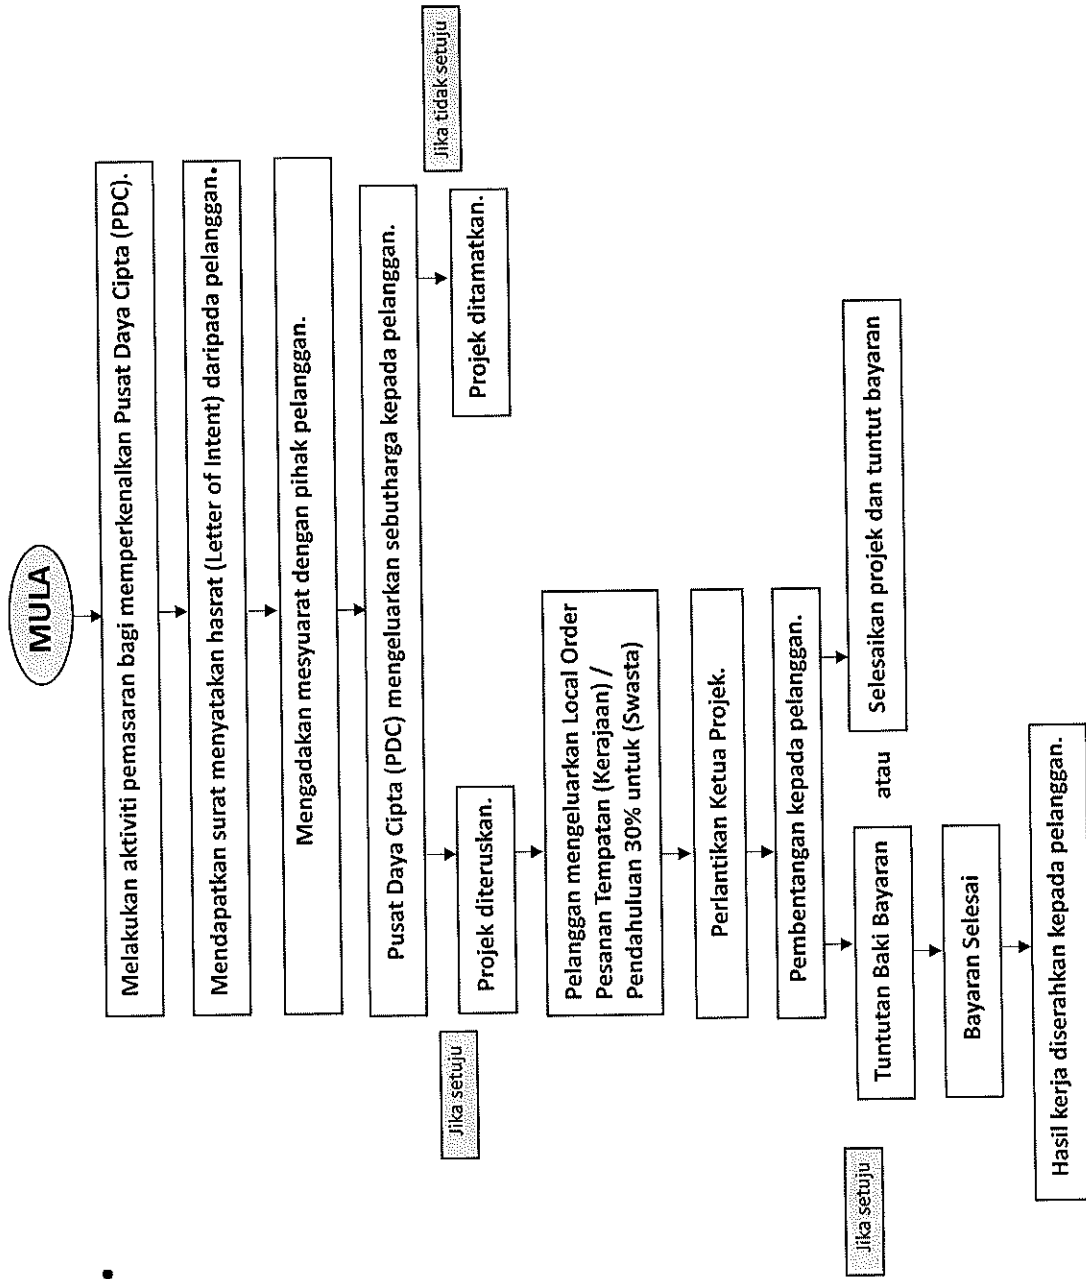 MULA
Melakukan aktiviti pemasaran bagi memperkenalkan Pusat Daya Cipta (PDC).
Mendapatkan surat menyatakan hasrat (Letter of Intent) daripada pelanggan.
Mengadakan mesyuarat dengan pihak pelanggan.
Pusat Daya Cipta (PDC) mengeluarkan sebutharga kepada pelanggan.
Jika setuju
Jika tidak setuju
Projek diteruskan.
Projek ditamatkan.
Pelanggan mengeluarkan Local Order
Pesanan Tempatan (Kerajaan) /
Pendahuluan 30% untuk (Swasta)
Perlantikan Ketua Projek.
Pembentangan kepada pelanggan.
Jika setuju
Tuntutan Baki Bayaran
atau
Selesaikan projek dan tuntut bayaran
Bayaran Selesai
Hasil kerja diserahkan kepada pelanggan.